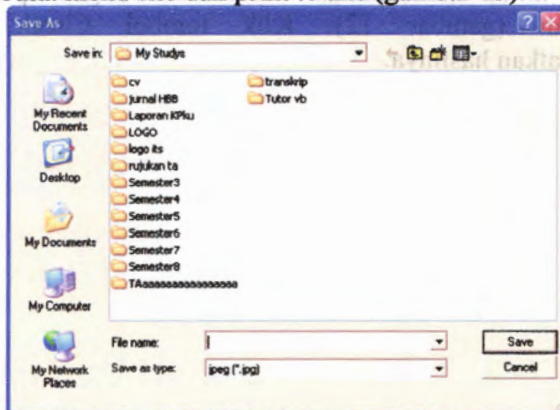 Save As
Save in: My Studys
My Recent Documents
Desktop
My Documents
My Computer
My Network Places
cv
jurnal HBB
Laporan KPku
LOGO
logo its
rujukan ta
Semester3
Semester4
Semester5
Semester6
Semester7
Semester8
TAaaaaaaaaaaaaaaa
transkrip
Tutor vb
File name:
Save
Save as type: jpeg (*.jpg)
Cancel